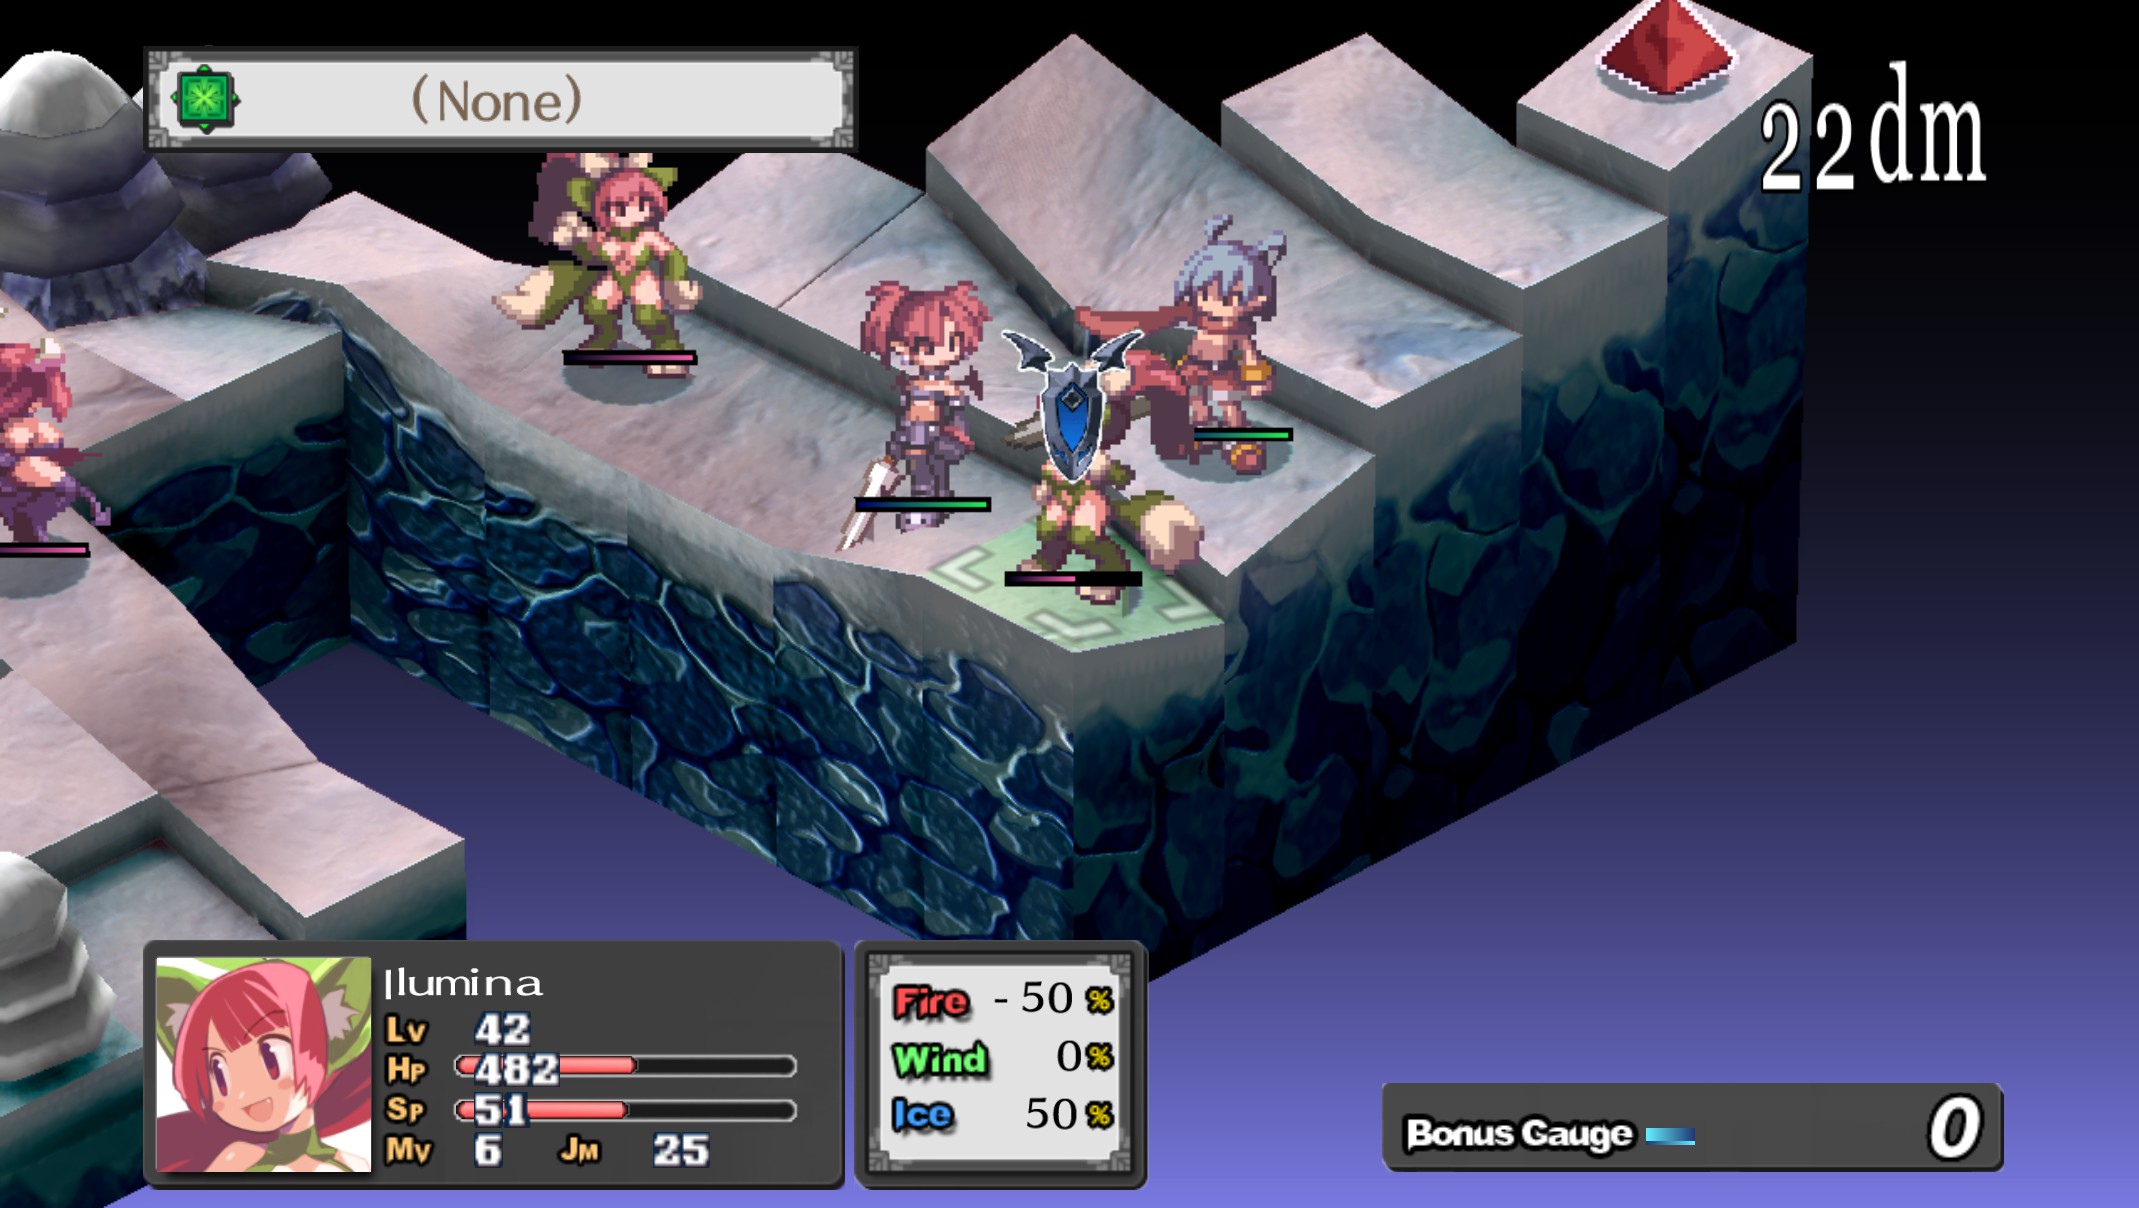 (None)
22dm
Ilumina
Lv 42
Hp 482
Sp 51
Mv 6 Jm 25
Fire -50%
Wind 0%
Ice 50%
Bonus Gauge 0